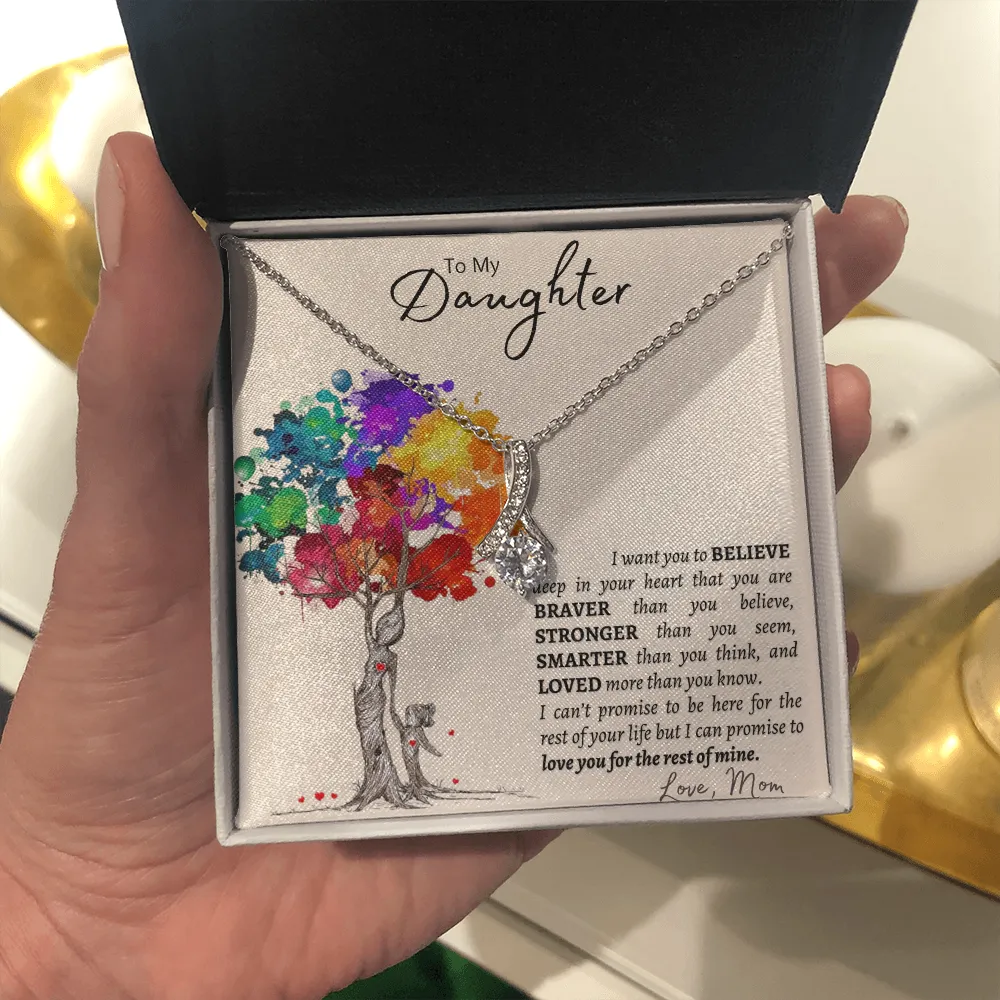 To My
Daughter
I want you to BELIEVE
deep in your heart that you are
BRAVER than you believe,
STRONGER than you seem,
SMARTER than you think, and
LOVED more than you know.
I can't promise to be here for the
rest of your life but I can promise to
love you for the rest of mine.
Love, Mom